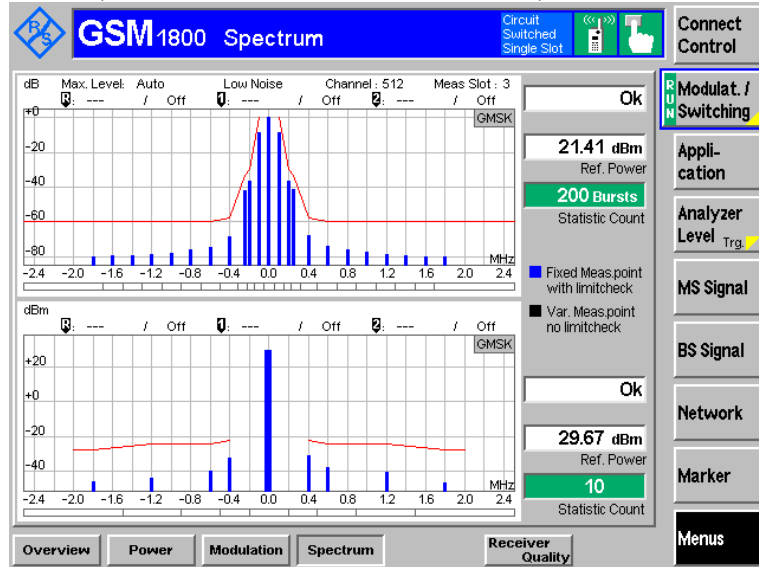 R/S GSM1800 Spectrum
Circuit
Switched
Single Slot
Connect
Control
dB Max. Level: Auto Low Noise Channel : 512 Meas Slot : 3
R: --- / Off 1: --- / Off 2: --- / Off
GMSK
+0
-20
-40
-60
-80
MHz
-2.4 -2.0 -1.6 -1.2 -0.8 -0.4 0.0 0.4 0.8 1.2 1.6 2.0 2.4
Ok
21.41 dBm
Ref. Power
200 Bursts
Statistic Count
Fixed Meas.point
with limitcheck
Var. Meas.point
no limitcheck
dBm
R: --- / Off 1: --- / Off 2: --- / Off
GMSK
+20
+0
-20
-40
MHz
-2.4 -2.0 -1.6 -1.2 -0.8 -0.4 0.0 0.4 0.8 1.2 1.6 2.0 2.4
Ok
29.67 dBm
Ref. Power
10
Statistic Count
RUN
Modulat. /
Switching
Appli-
cation
Analyzer
Level Trg.
MS Signal
BS Signal
Network
Marker
Menus
Overview Power Modulation Spectrum Receiver
Quality